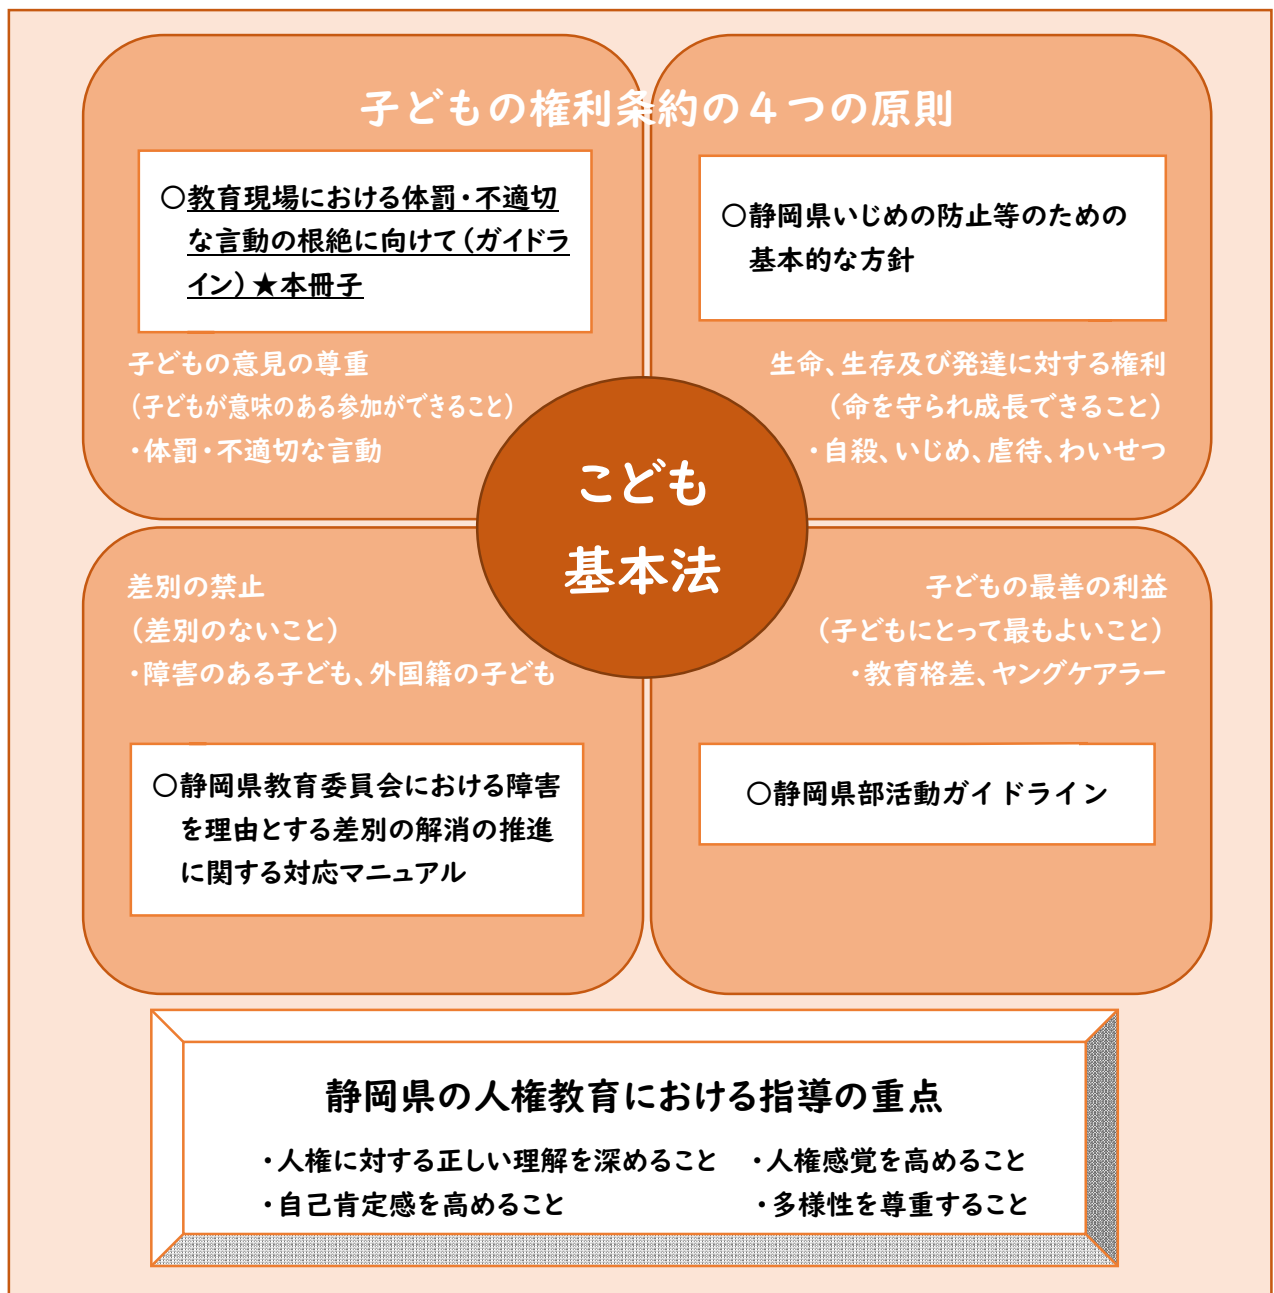 子どもの権利条約の4つの原則
〇教育現場における体罰・不適切
な言動の根絶に向けて(ガイドラ
イン)★本冊子
子どもの意見の尊重
(子どもが意味のある参加ができること)
・体罰・不適切な言動
〇静岡県いじめの防止等のための
基本的な方針
生命、生存及び発達に対する権利
(命を守られ成長できること)
・自殺、いじめ、虐待、わいせつ
こども
基本法
差別の禁止
(差別のないこと)
・障害のある子ども、外国籍の子ども
〇静岡県教育委員会における障害
を理由とする差別の解消の推進
に関する対応マニュアル
子どもの最善の利益
(子どもにとって最もよいこと)
・教育格差、ヤングケアラー
〇静岡県部活動ガイドライン
静岡県の人権教育における指導の重点
・人権に対する正しい理解を深めること ・人権感覚を高めること
・自己肯定感を高めること ・多様性を尊重すること